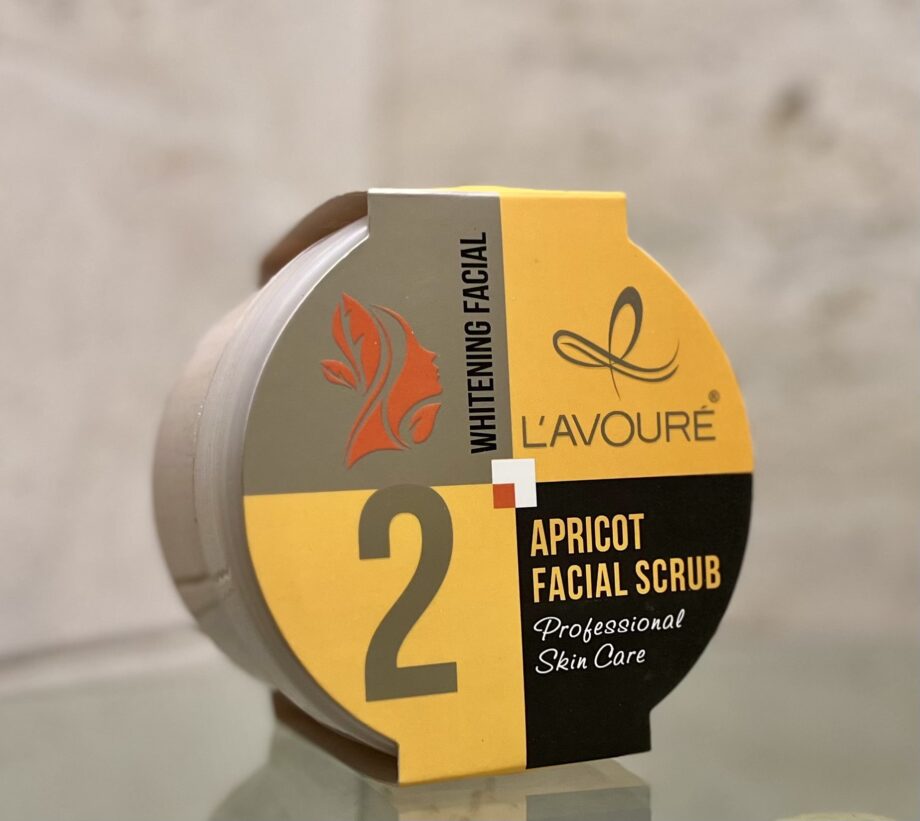 WHITENING FACIAL
L'AVOURÉ®
2
APRICOT
FACIAL SCRUB
Professional
Skin Care